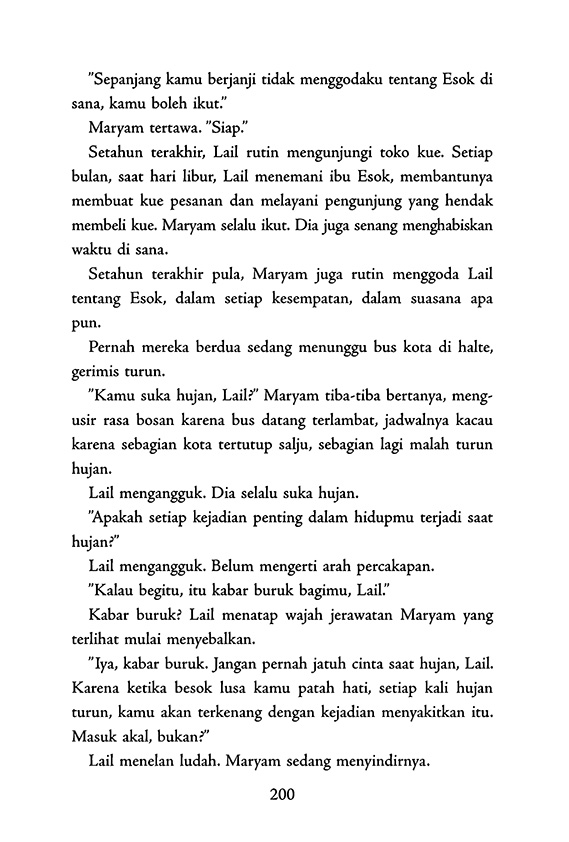 "Sepanjang kamu berjanji tidak menggodaku tentang Esok di
sana, kamu boleh ikut."
Maryam tertawa. "Siap."
Setahun terakhir, Lail rutin mengunjungi toko kue. Setiap
bulan, saat hari libur, Lail menemani ibu Esok, membantunya
membuat kue pesanan dan melayani pengunjung yang hendak
membeli kue. Maryam selalu ikut. Dia juga senang menghabiskan
waktu di sana.
Setahun terakhir pula, Maryam juga rutin menggoda Lail
tentang Esok, dalam setiap kesempatan, dalam suasana apa
pun.
Pernah mereka berdua sedang menunggu bus kota di halte,
gerimis turun.
"Kamu suka hujan, Lail?" Maryam tiba-tiba bertanya, meng-
usir rasa bosan karena bus datang terlambat, jadwalnya kacau
karena sebagian kota tertutup salju, sebagian lagi malah turun
hujan.
Lail mengangguk. Dia selalu suka hujan.
"Apakah setiap kejadian penting dalam hidupmu terjadi saat
hujan?"
Lail mengangguk. Belum mengerti arah percakapan.
"Kalau begitu, itu kabar buruk bagimu, Lail."
Kabar buruk? Lail menatap wajah jerawatan Maryam yang
terlihat mulai menyebalkan.
"Iya, kabar buruk. Jangan pernah jatuh cinta saat hujan, Lail.
Karena ketika besok lusa kamu patah hati, setiap kali hujan
turun, kamu akan terkenang dengan kejadian menyakitkan itu.
Masuk akal, bukan?"
Lail menelan ludah. Maryam sedang menyindirnya.
200